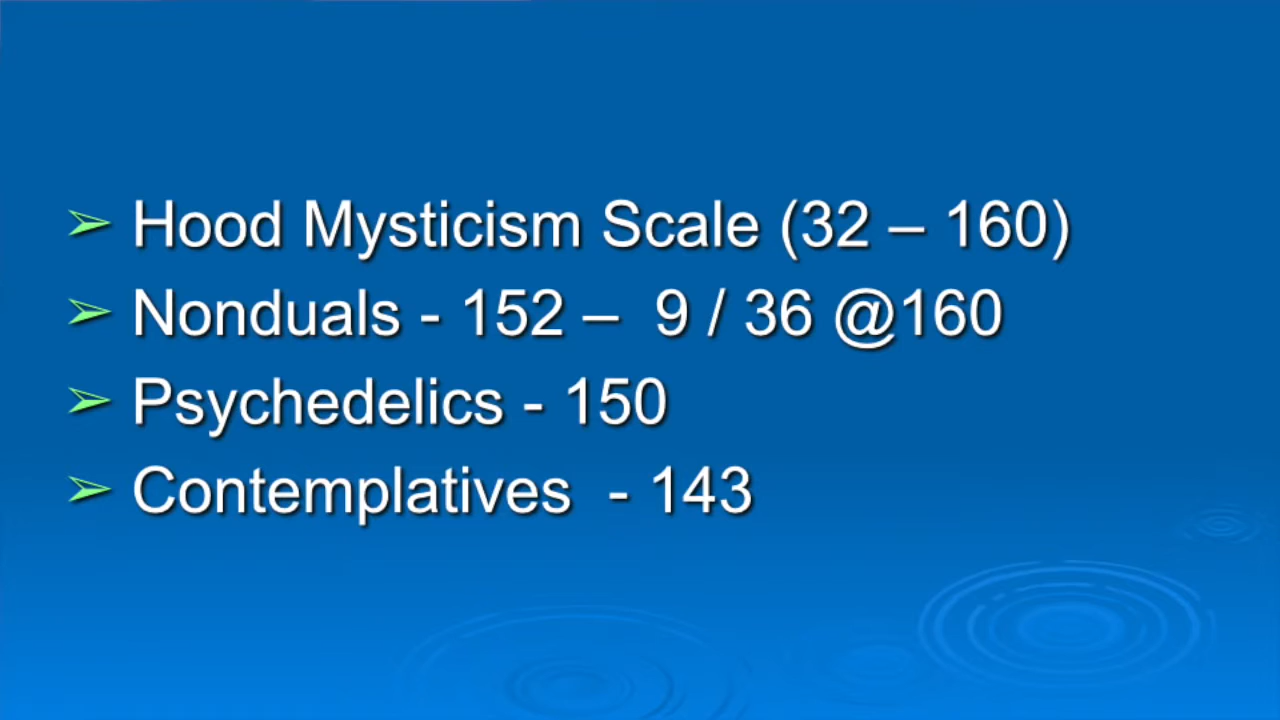 ➢ Hood Mysticism Scale (32 – 160)
➢ Nonduals - 152 – 9 / 36 @160
➢ Psychedelics - 150
➢ Contemplatives - 143